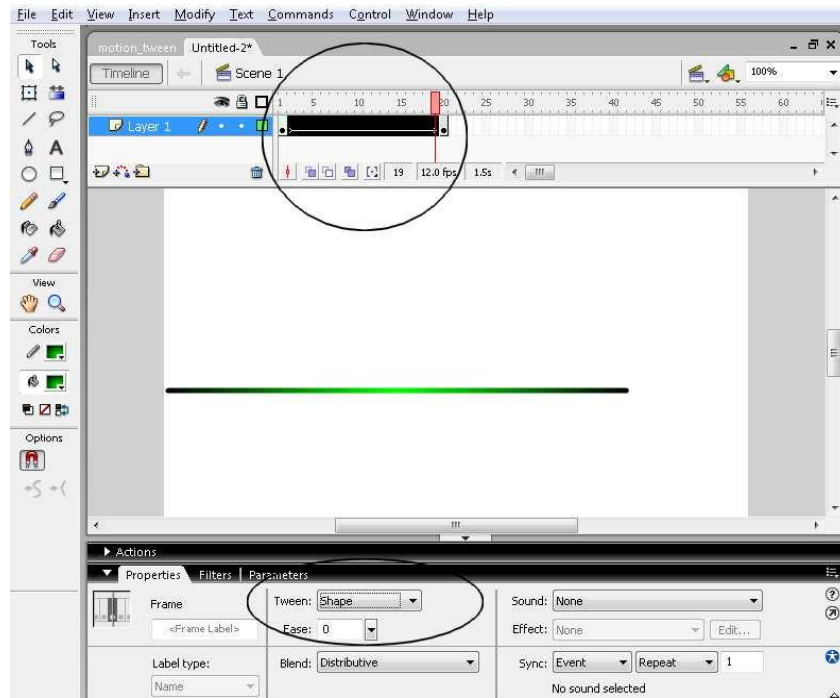 File Edit View Insert Modify Text Commands Control Window Help
Tools
motion_tween Untitled-2*
Timeline Scene 1 100%
1 5 10 15 20 25 30 35 40 45 50 55 60
Layer 1
19 12.0 fps 1.5s
View
Colors
Options
Actions
Properties Filters Parameters
Frame Tween: Shape Sound: None
<Frame Label> Ease: 0 Effect: None Edit...
Label type: Blend: Distributive Sync: Event Repeat 1
Name No sound selected